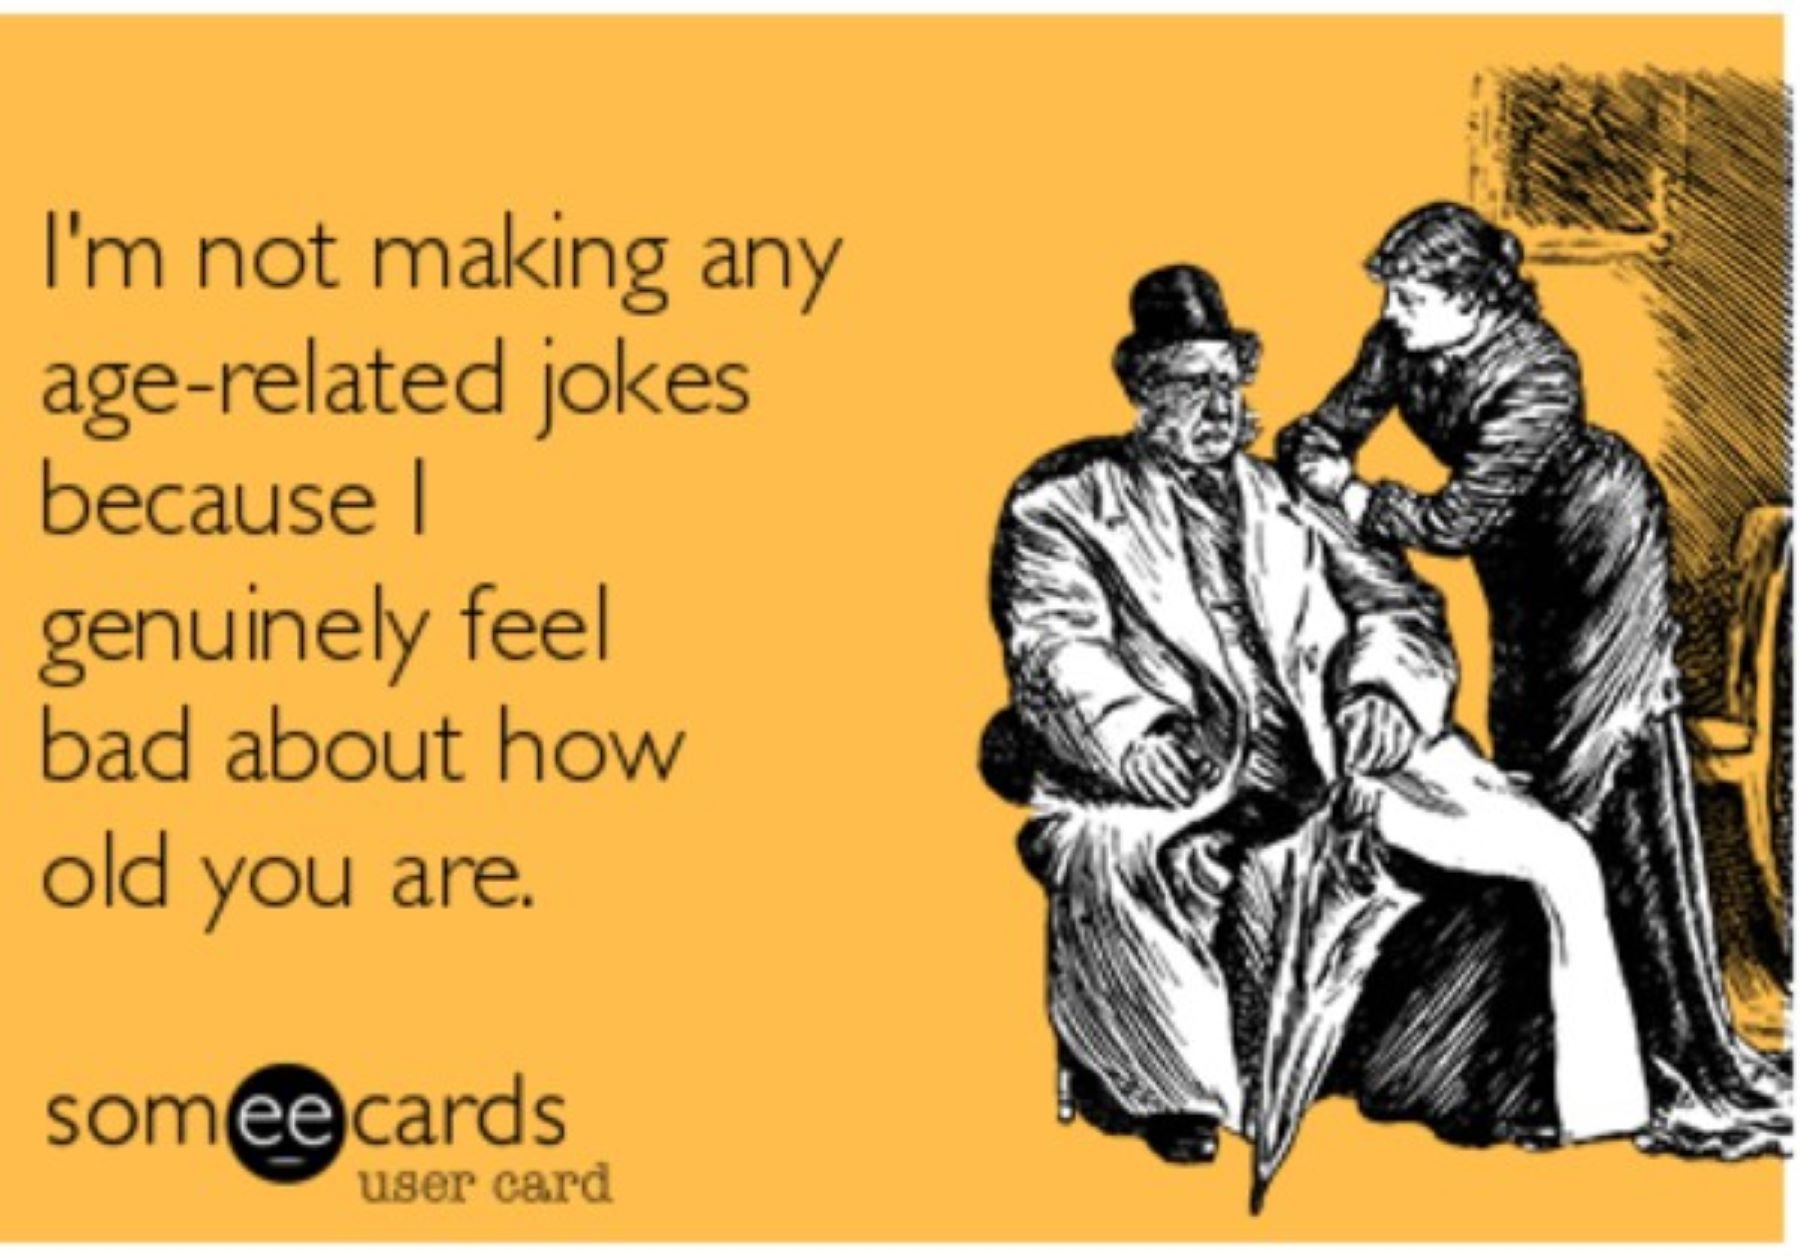 I'm not making any
age-related jokes
because I
genuinely feel
bad about how
old you are.
someecards
user card